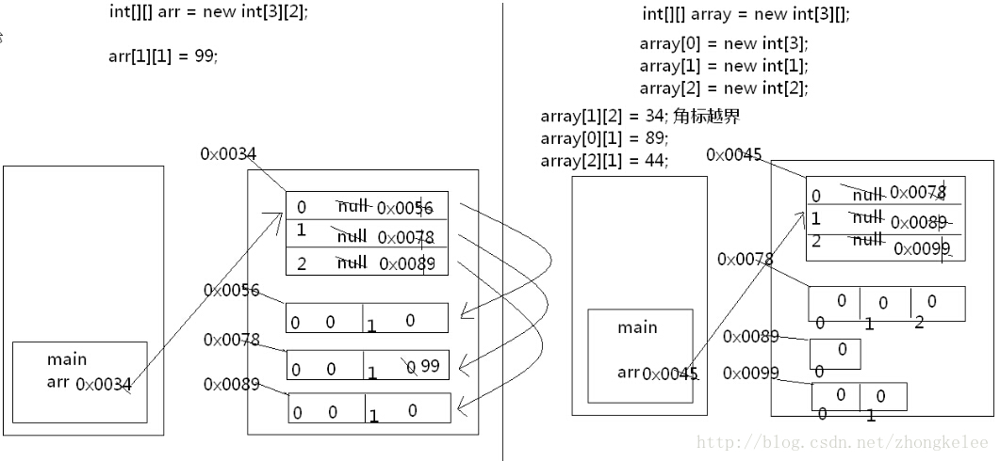 int[][] arr = new int[3][2];
arr[1][1] = 99;
0x0034
0 null 0x0056
1 null 0x0078
2 null 0x0089
0x0056
0 0 1 0
0x0078
0 0 1 0 99
0x0089
0 0 1 0
main
arr 0x0034
int[][] array = new int[3][];
array[0] = new int[3];
array[1] = new int[1];
array[2] = new int[2];
array[1][2] = 34; 角标越界
array[0][1] = 89;
array[2][1] = 44;
0x0045
0 null 0x0078
1 null 0x0089
2 null 0x0099
0x0078
0 0 0
0 1 2
0x0089
0
0
0x0099
0 0
0 1
main
arr 0x0045
http://blog.csdn.net/zhongkelee